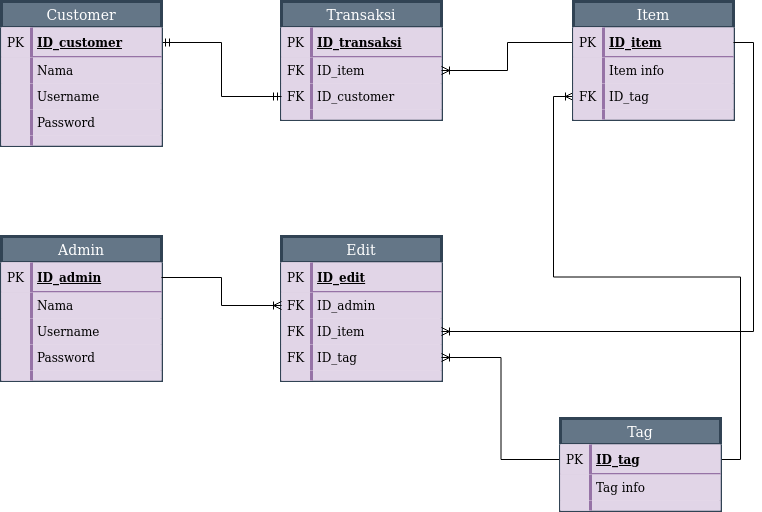 Customer
PK ID_customer
Nama
Username
Password
Transaksi
PK ID_transaksi
FK ID_item
FK ID_customer
Item
PK ID_item
Item info
FK ID_tag
Admin
PK ID_admin
Nama
Username
Password
Edit
PK ID_edit
FK ID_admin
FK ID_item
FK ID_tag
Tag
PK ID_tag
Tag info